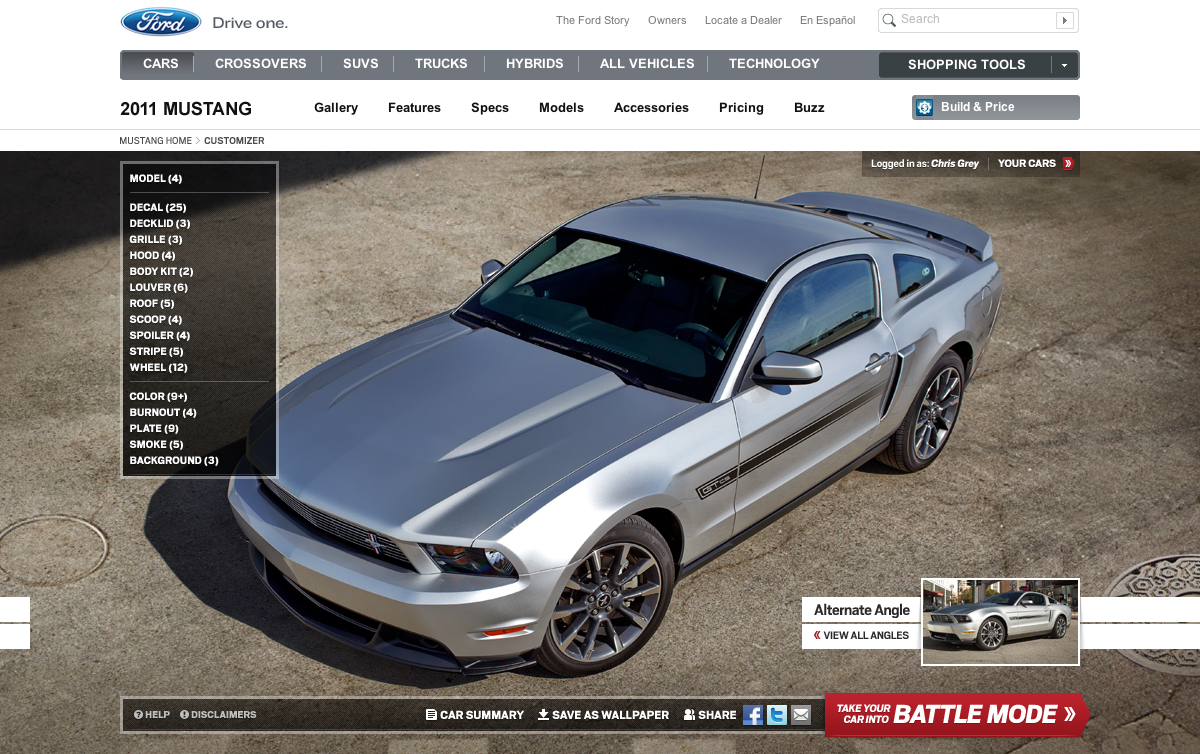 Ford
Drive one.
The Ford Story
Owners
Locate a Dealer
En Español
Search
CARS
CROSSOVERS
SUVS
TRUCKS
HYBRIDS
ALL VEHICLES
TECHNOLOGY
SHOPPING TOOLS
2011 MUSTANG
Gallery
Features
Specs
Models
Accessories
Pricing
Buzz
Build & Price
MUSTANG HOME > CUSTOMIZER
Logged in as: Chris Grey
YOUR CARS »
MODEL (4)
DECAL (25)
DECKLID (3)
GRILLE (3)
HOOD (4)
BODY KIT (2)
LOUVER (6)
ROOF (5)
SCOOP (4)
SPOILER (4)
STRIPE (5)
WHEEL (12)
COLOR (9+)
BURNOUT (4)
PLATE (9)
SMOKE (5)
BACKGROUND (3)
GT CS
Alternate Angle
« VIEW ALL ANGLES
? HELP
! DISCLAIMERS
CAR SUMMARY
SAVE AS WALLPAPER
SHARE
TAKE YOUR
CAR INTO
BATTLE MODE »